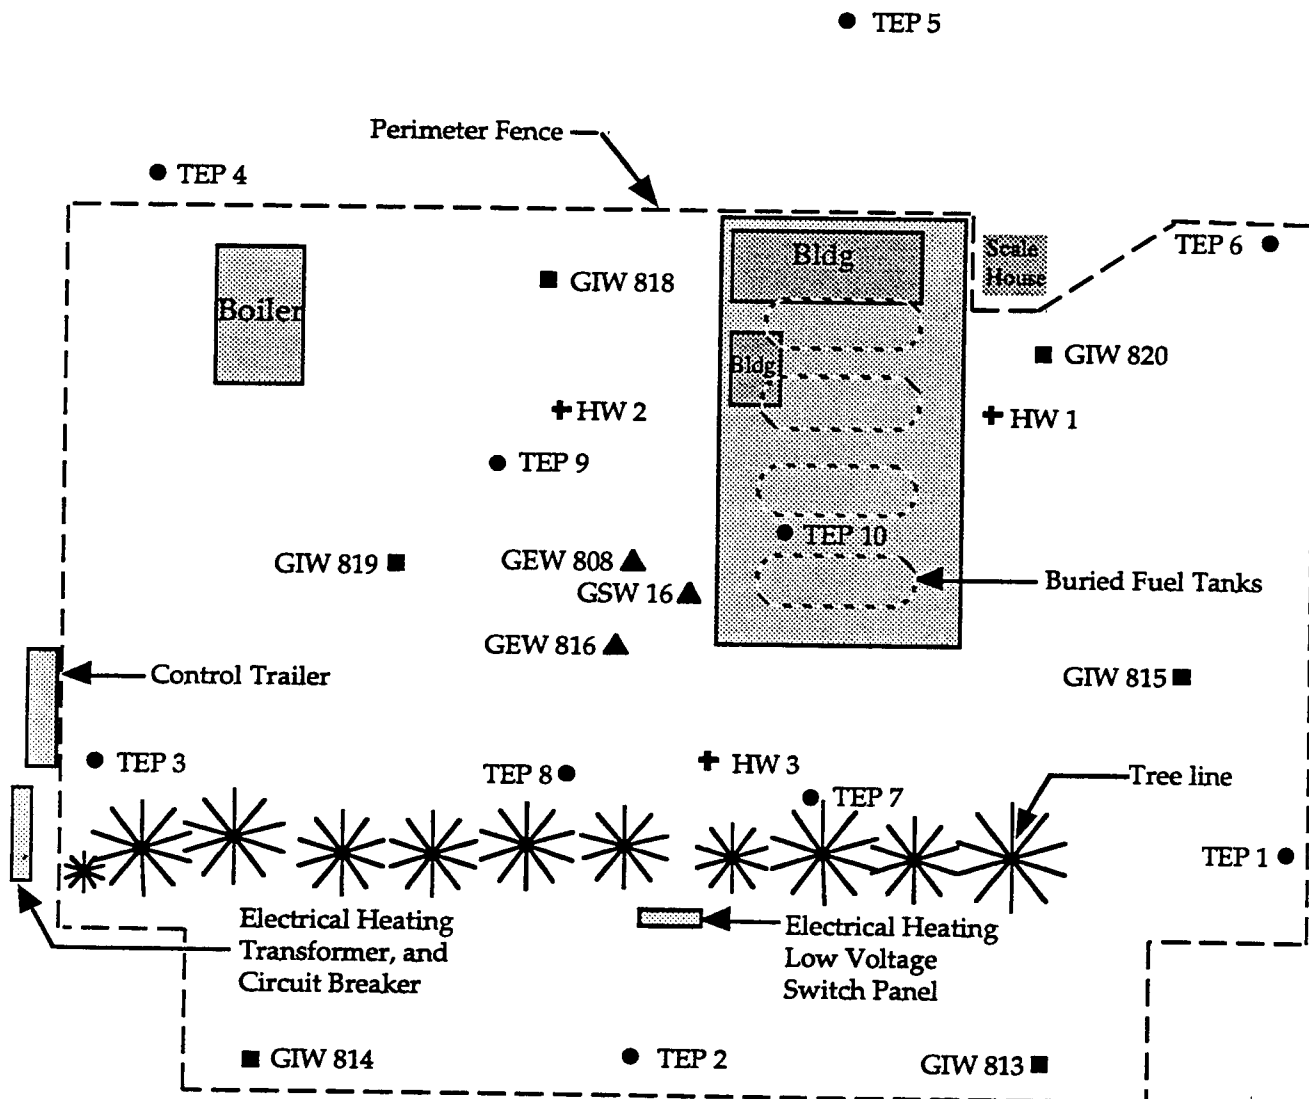 TEP 5
Perimeter Fence
TEP 4
Bldg
Scale
House
TEP 6
GIW 818
Boiler
GIW 820
Bldg
HW 2
HW 1
TEP 9
TEP 10
GIW 819
GEW 808
GSW 16
Buried Fuel Tanks
GEW 816
Control Trailer
GIW 815
TEP 3
TEP 8
HW 3
Tree line
TEP 7
TEP 1
Electrical Heating
Transformer, and
Circuit Breaker
Electrical Heating
Low Voltage
Switch Panel
GIW 814
TEP 2
GIW 813